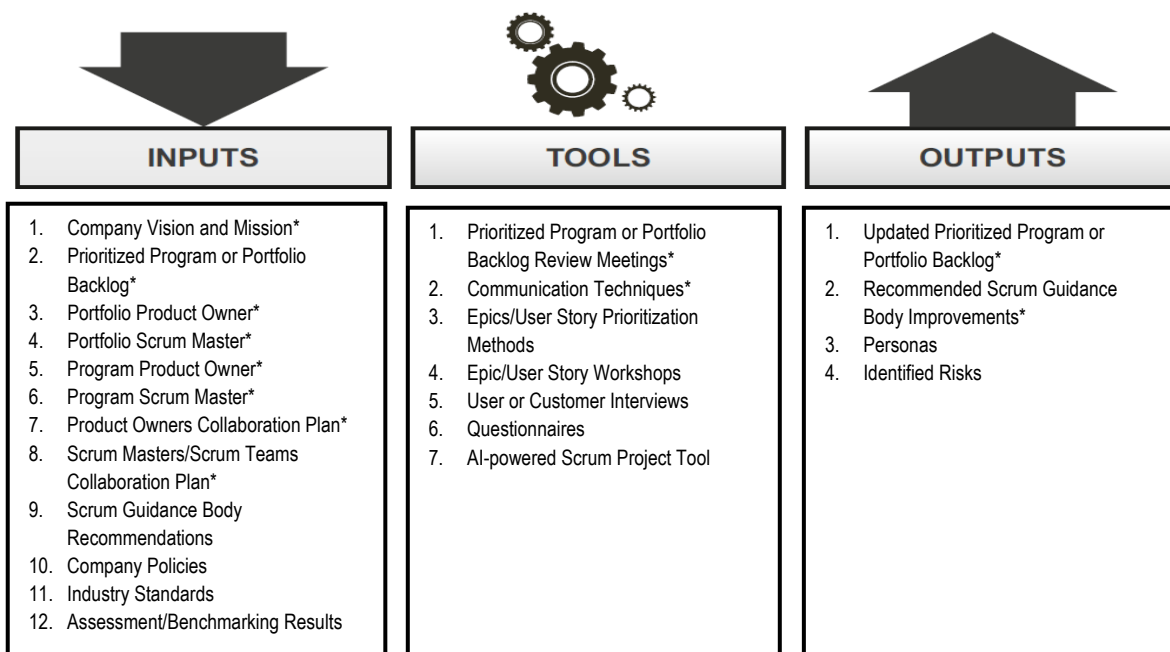 INPUTS
1. Company Vision and Mission*
2. Prioritized Program or Portfolio
Backlog*
3. Portfolio Product Owner*
4. Portfolio Scrum Master*
5. Program Product Owner*
6. Program Scrum Master*
7. Product Owners Collaboration Plan*
8. Scrum Masters/Scrum Teams
Collaboration Plan*
9. Scrum Guidance Body
Recommendations
10. Company Policies
11. Industry Standards
12. Assessment/Benchmarking Results
TOOLS
1. Prioritized Program or Portfolio
Backlog Review Meetings*
2. Communication Techniques*
3. Epics/User Story Prioritization
Methods
4. Epic/User Story Workshops
5. User or Customer Interviews
6. Questionnaires
7. AI-powered Scrum Project Tool
OUTPUTS
1. Updated Prioritized Program or
Portfolio Backlog*
2. Recommended Scrum Guidance
Body Improvements*
3. Personas
4. Identified Risks